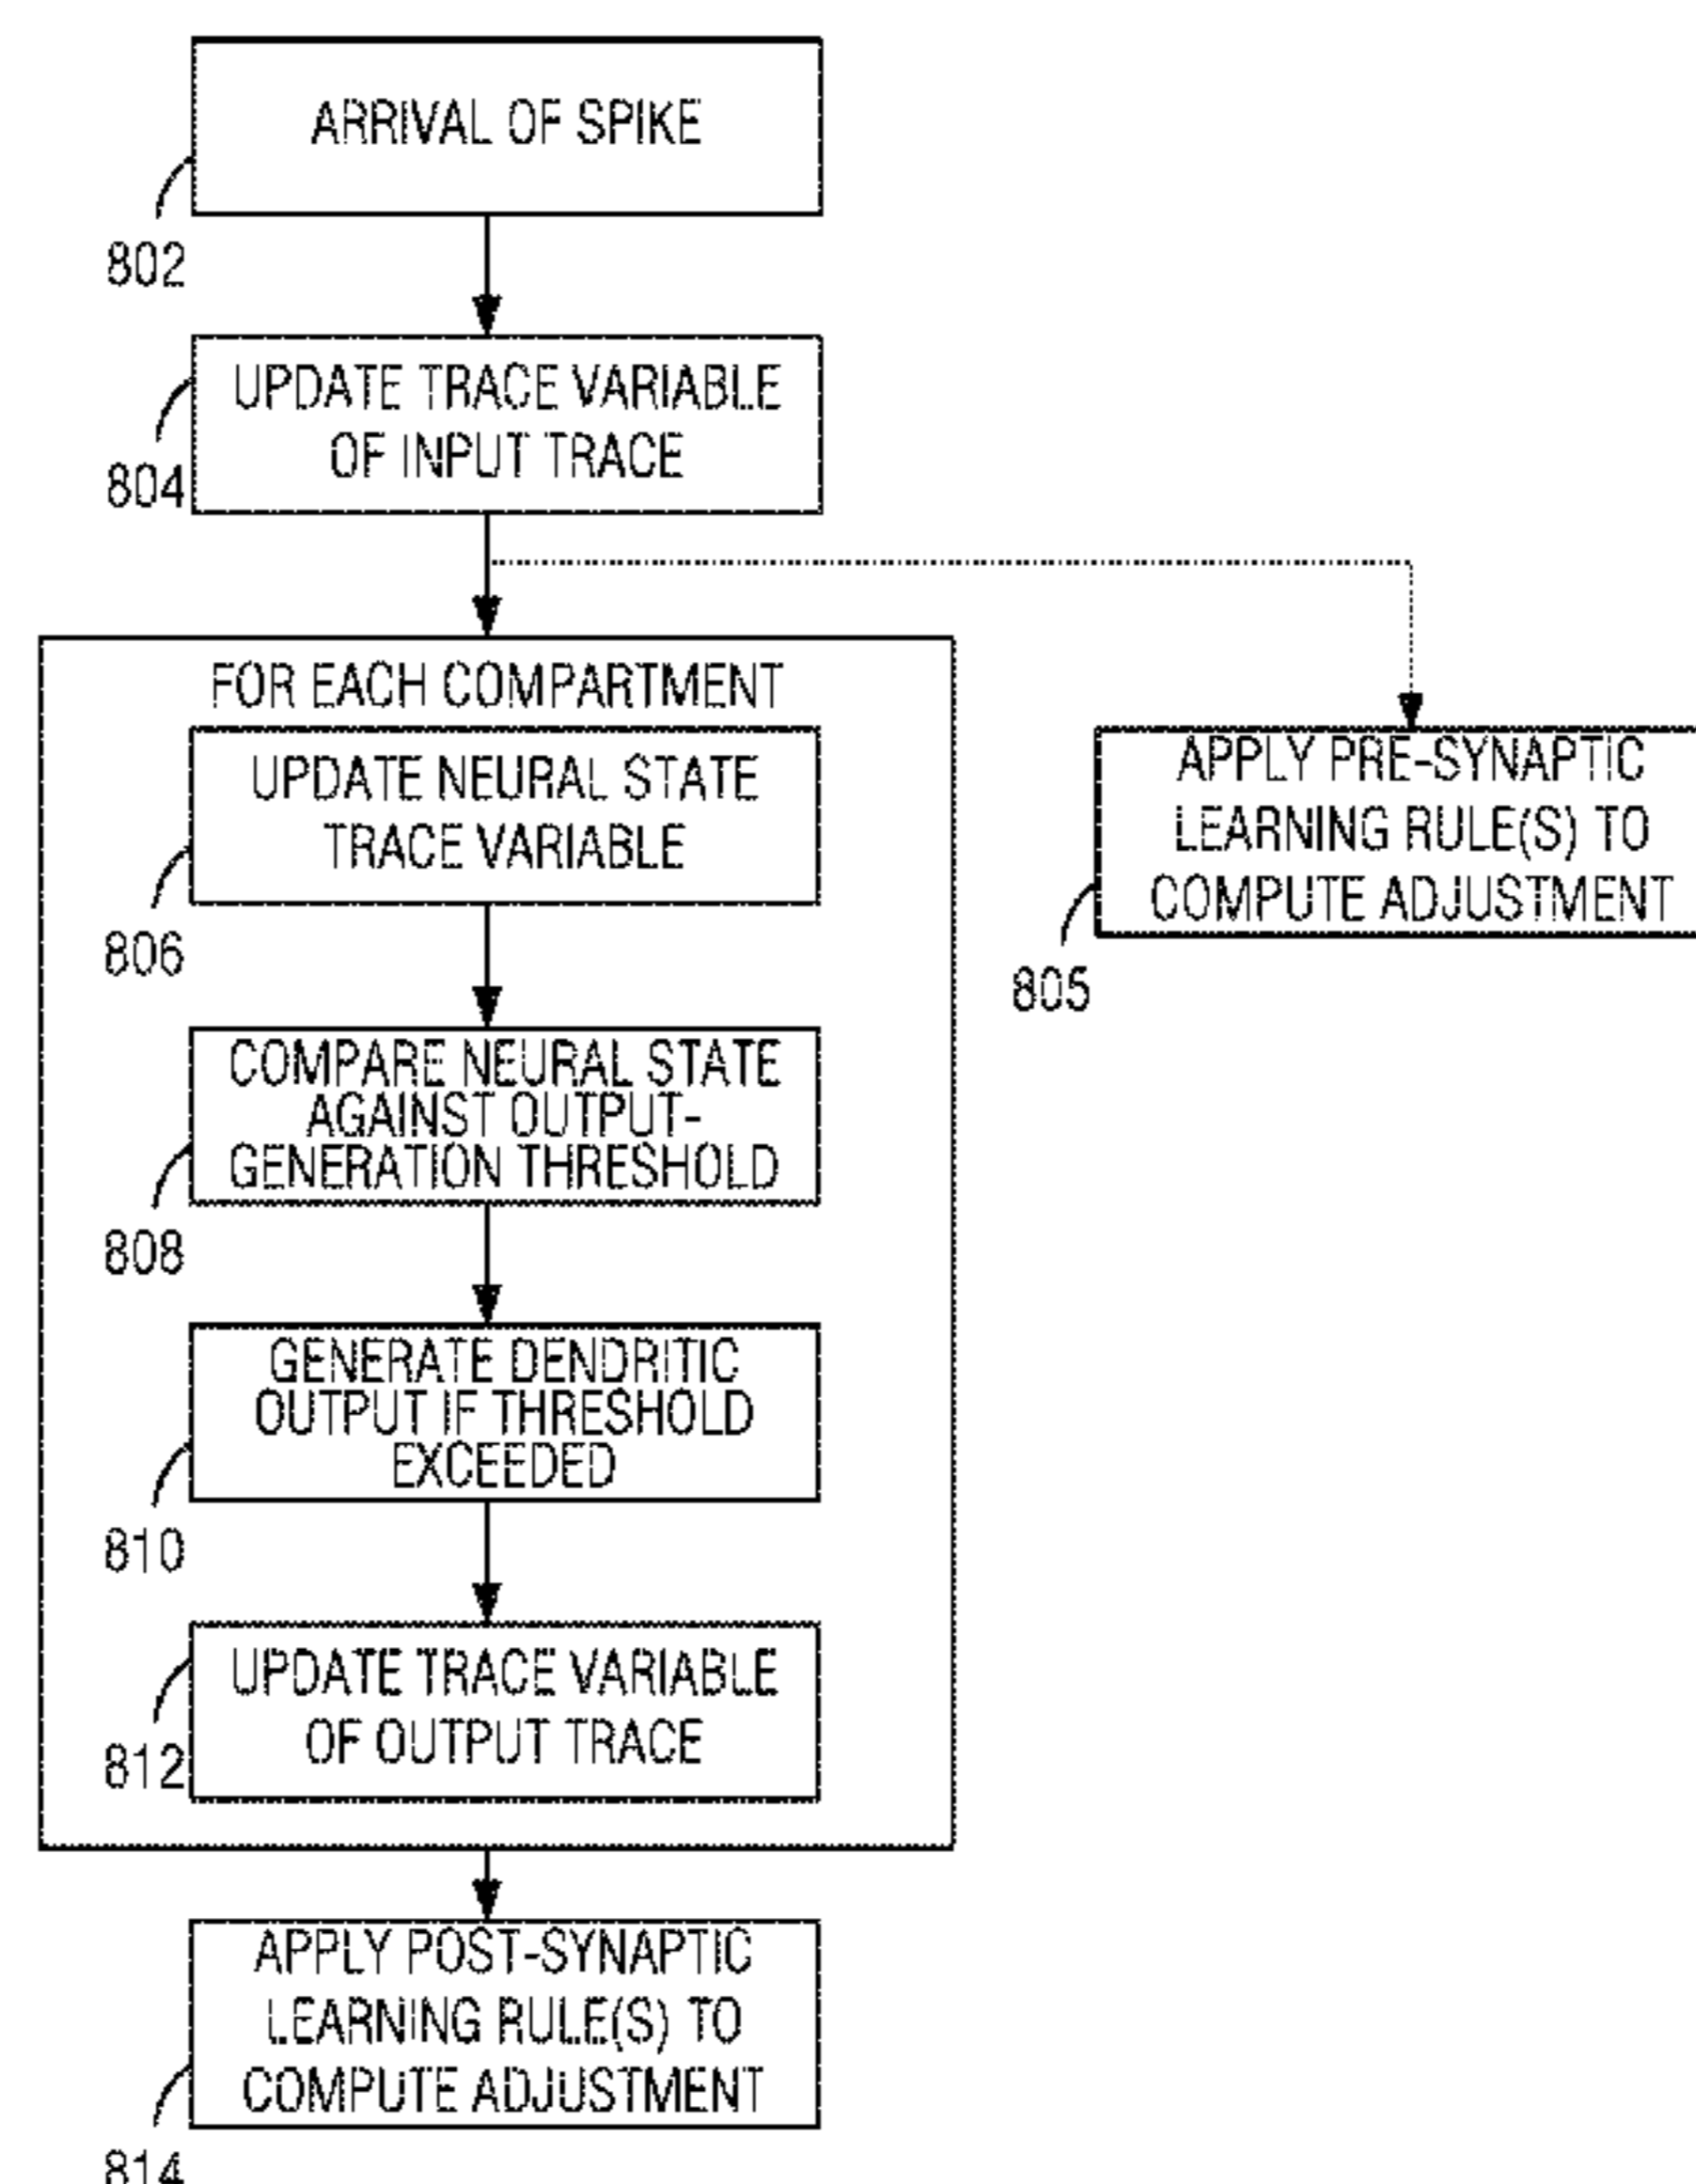 ARRIVAL OF SPIKE
802
UPDATE TRACE VARIABLE
OF INPUT TRACE
804
FOR EACH COMPARTMENT
UPDATE NEURAL STATE
TRACE VARIABLE
806
APPLY PRE-SYNAPTIC
LEARNING RULE(S) TO
COMPUTE ADJUSTMENT
805
COMPARE NEURAL STATE
AGAINST OUTPUT-
GENERATION THRESHOLD
808
GENERATE DENDRITIC
OUTPUT IF THRESHOLD
EXCEEDED
810
UPDATE TRACE VARIABLE
OF OUTPUT TRACE
812
APPLY POST-SYNAPTIC
LEARNING RULE(S) TO
COMPUTE ADJUSTMENT
814